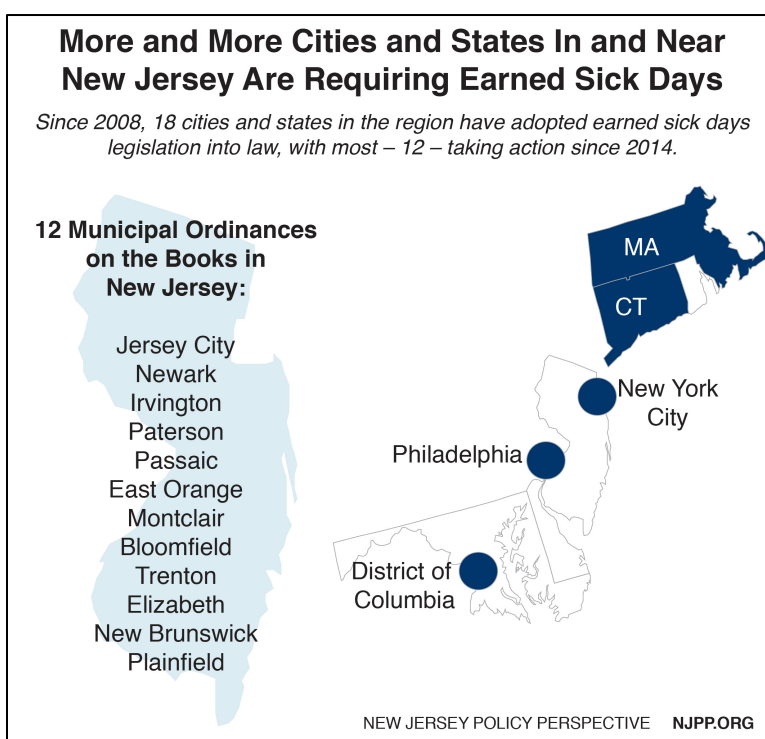 More and More Cities and States In and Near
New Jersey Are Requiring Earned Sick Days
Since 2008, 18 cities and states in the region have adopted earned sick days
legislation into law, with most – 12 – taking action since 2014.
12 Municipal Ordinances
on the Books in
New Jersey:
Jersey City
Newark
Irvington
Paterson
Passaic
East Orange
Montclair
Bloomfield
Trenton
Elizabeth
New Brunswick
Plainfield
MA
CT
New York
City
Philadelphia
District of
Columbia
NEW JERSEY POLICY PERSPECTIVE NJPP.ORG